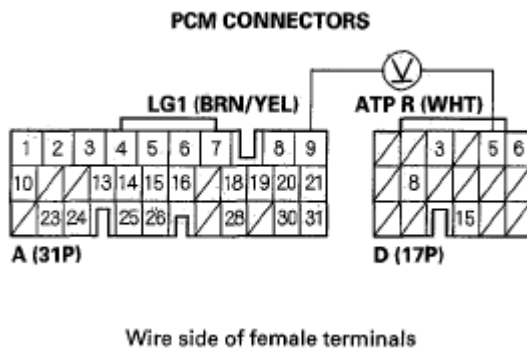 PCM CONNECTORS
V
LG1 (BRN/YEL) ATP R (WHT)
1 2 3 4 5 6 7 8 9 3 5 6
10 13 14 15 16 18 19 20 21 8
23 24 25 26 28 30 31 15
A (31P) D (17P)
Wire side of female terminals